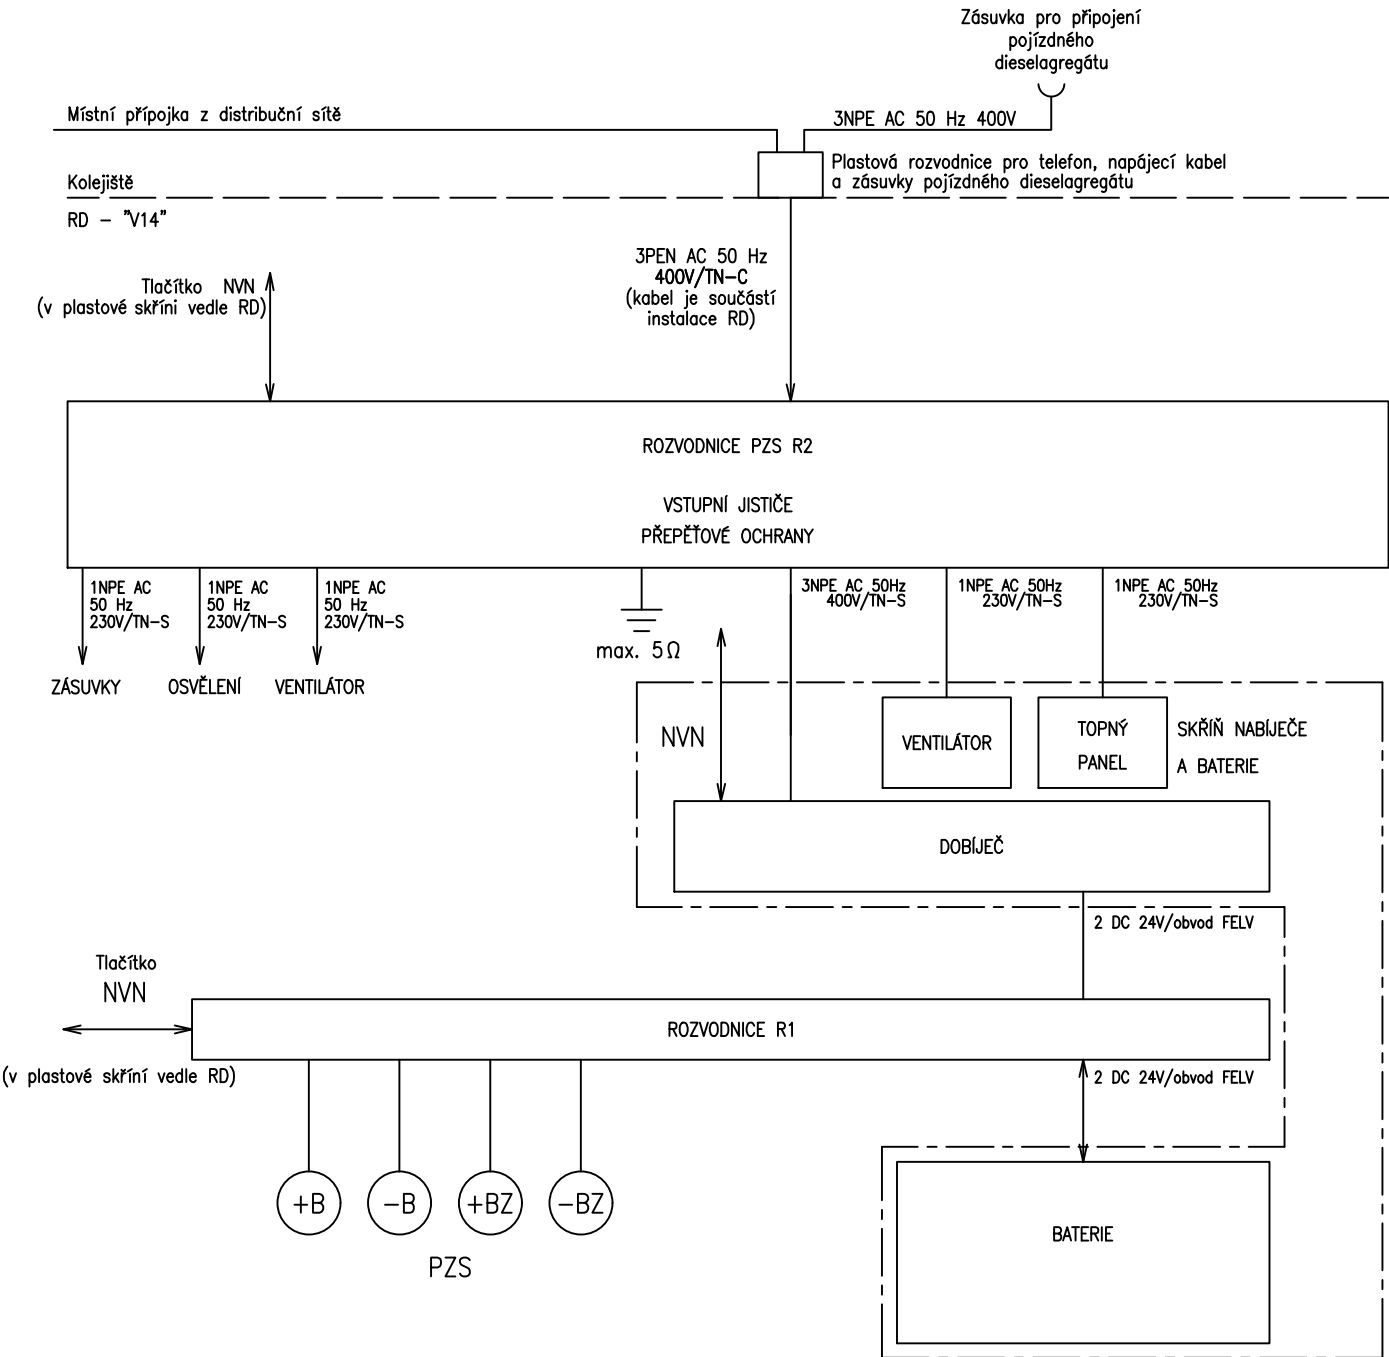 Zásuvka pro připojení
pojízdného
dieselagregátu
Místní přípojka z distribuční sítě
3NPE AC 50 Hz 400V
Plastová rozvodnice pro telefon, napájecí kabel
a zásuvky pojízdného dieselagregátu
Kolejiště
RD - "V14"
3PEN AC 50 Hz
400V/TN-C
(kabel je součástí
instalace RD)
Tlačítko NVN
(v plastové skříni vedle RD)
ROZVODNICE PZS R2
VSTUPNÍ JISTIČE
PŘEPĚŤOVÉ OCHRANY
1NPE AC
50 Hz
230V/TN-S
1NPE AC
50 Hz
230V/TN-S
1NPE AC
50 Hz
230V/TN-S
3NPE AC 50Hz
400V/TN-S
1NPE AC 50Hz
230V/TN-S
1NPE AC 50Hz
230V/TN-S
max. 5Ω
ZÁSUVKY
OSVĚLENÍ
VENTILÁTOR
NVN
VENTILÁTOR
TOPNÝ
PANEL
SKŘÍŇ NABÍJEČE
A BATERIE
DOBÍJEČ
2 DC 24V/obvod FELV
Tlačítko
NVN
(v plastové skříní vedle RD)
ROZVODNICE R1
2 DC 24V/obvod FELV
+B
-B
+BZ
-BZ
PZS
BATERIE